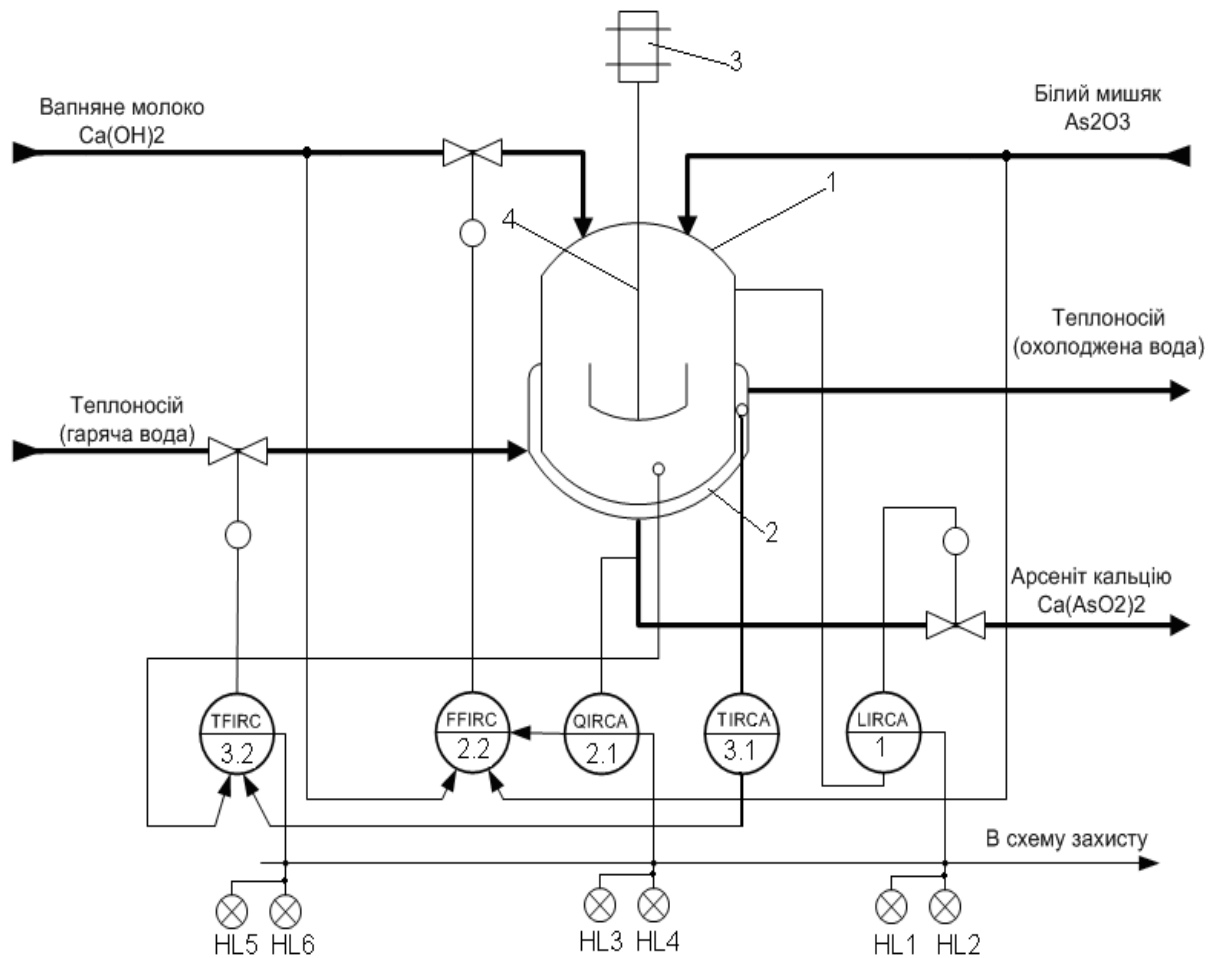 3
Вапняне молоко
Ca(OH)2
Білий мишяк
As2O3
1
4
Теплоносій
(охолоджена вода)
Теплоносій
(гаряча вода)
2
Арсеніт кальцію
Ca(AsO2)2
TFIRC
3.2
FFIRC
2.2
QIRCA
2.1
TIRCA
3.1
LIRCA
1
В схему захисту
HL5
HL6
HL3
HL4
HL1
HL2